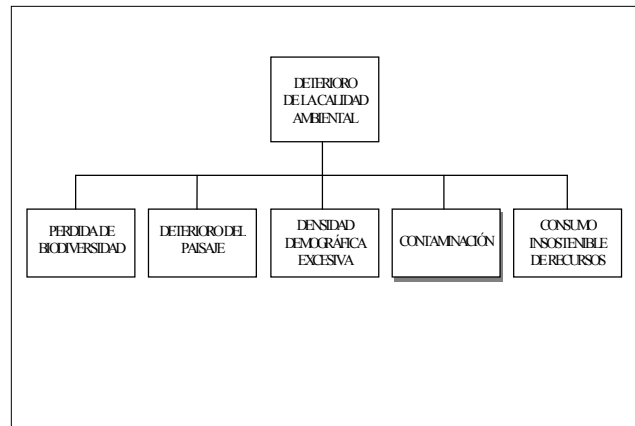 DETERIORO
DE LA CALIDAD
AMBIENTAL
PERDIDA DE
BIODIVERSIDAD
DETERIORO DEL
PAISAJE
DENSIDAD
DEMOGRÁFICA
EXCESIVA
CONTAMINACIÓN
CONSUMO
INSOSTENIBLE
DE RECURSOS